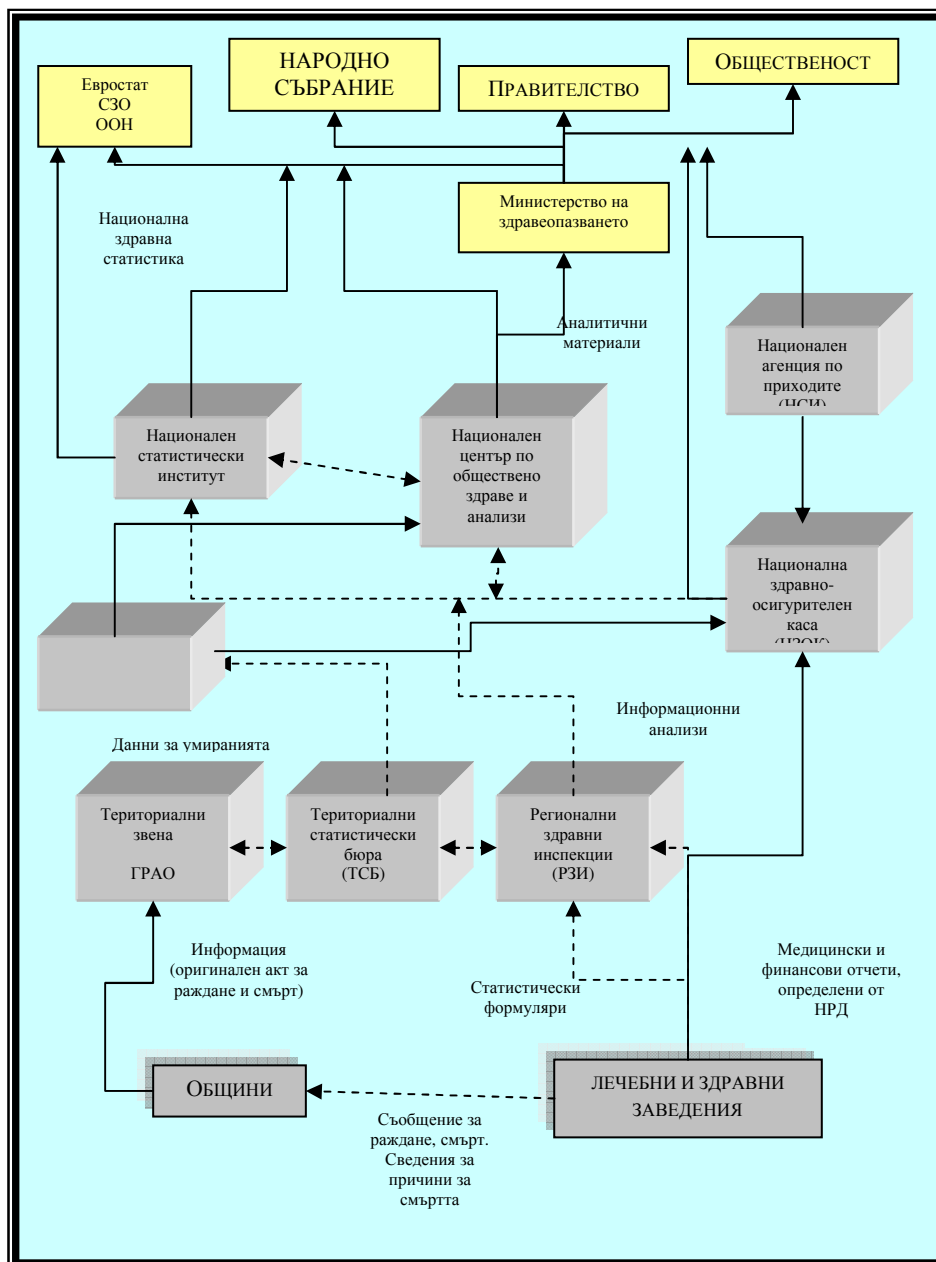 Евростат
СЗО
ООН
НАРОДНО
СЪБРАНИЕ
ПРАВИТЕЛСТВО
ОБЩЕСТВЕНОСТ
Министерство на
здравеопазването
Национална
здравна
статистика
Аналитични
материали
Национален
агенция по
приходите
(НСИ)
Национален
статистически
институт
Национален
център по
обществено
здраве и
анализи
Национална
здравно-
осигурителен
каса
(НЗОК)
Информационни
анализи
Данни за умиранията
Териториални
звена
ГРАО
Териториални
статистически
бюра
(ТСБ)
Регионални
здравни
инспекции
(РЗИ)
Информация
(оригинален акт за
раждане и смърт)
Статистически
формуляри
Медицински и
финансови отчети,
определени от
НРД
ОБЩИНИ
ЛЕЧЕБНИ И ЗДРАВНИ
ЗАВЕДЕНИЯ
Съобщение за
раждане, смърт.
Сведения за
причини за
смъртта